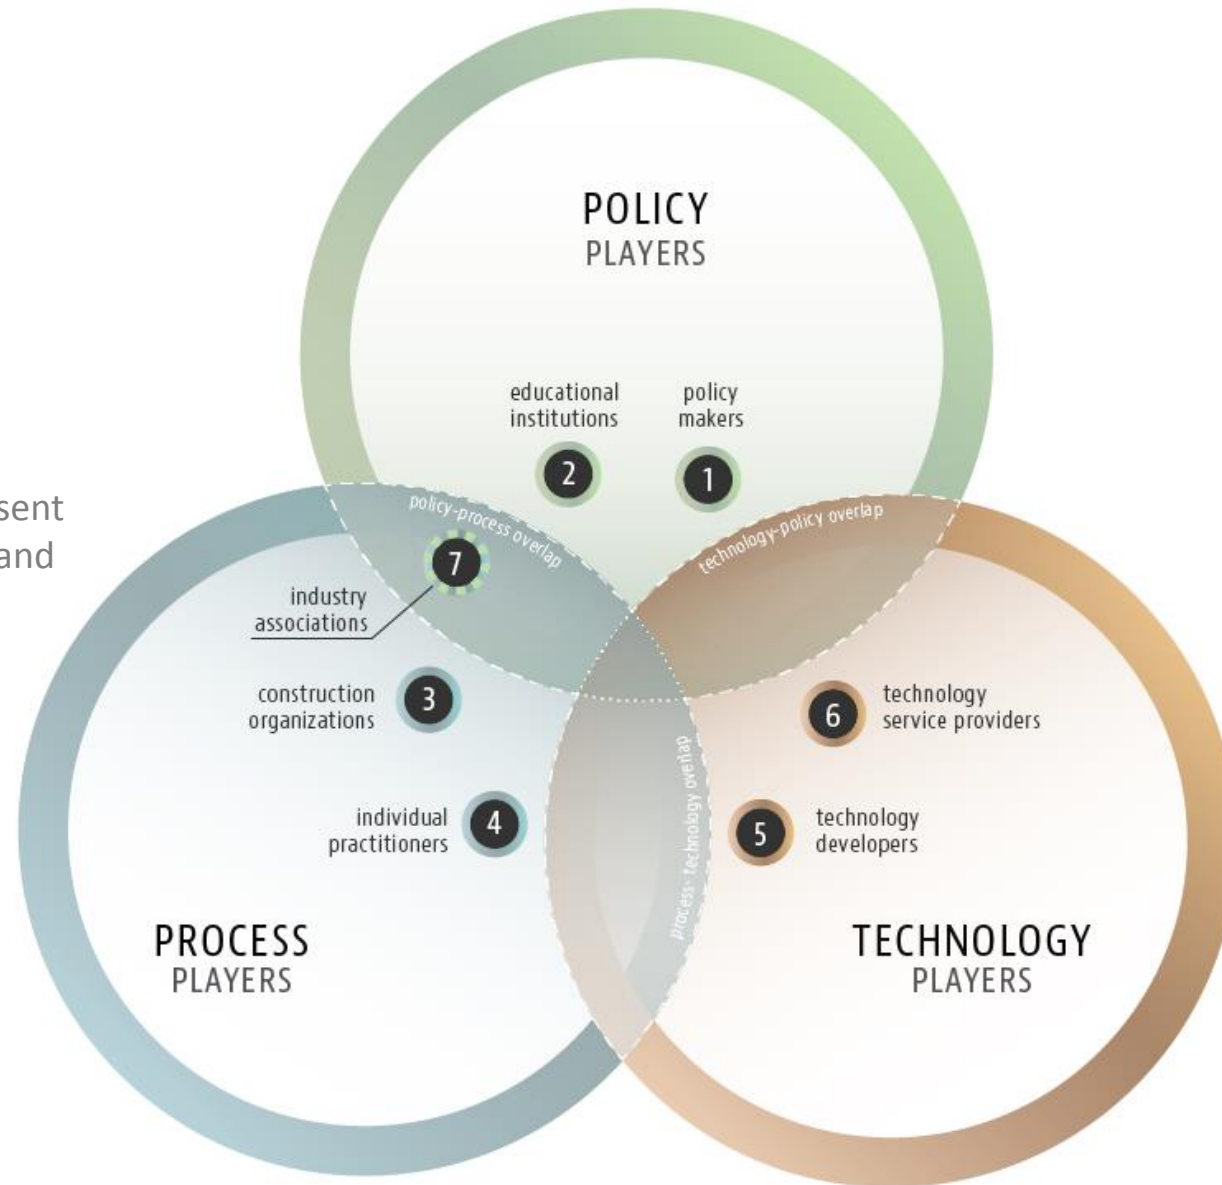 POLICY
PLAYERS
educational
institutions
policy
makers
2
1
sent
and
policy-process overlap
technology-policy overlap
7
industry
associations
construction
organizations
3
6
technology
service providers
individual
practitioners
4
5
technology
developers
process- technology overlap
PROCESS
PLAYERS
TECHNOLOGY
PLAYERS